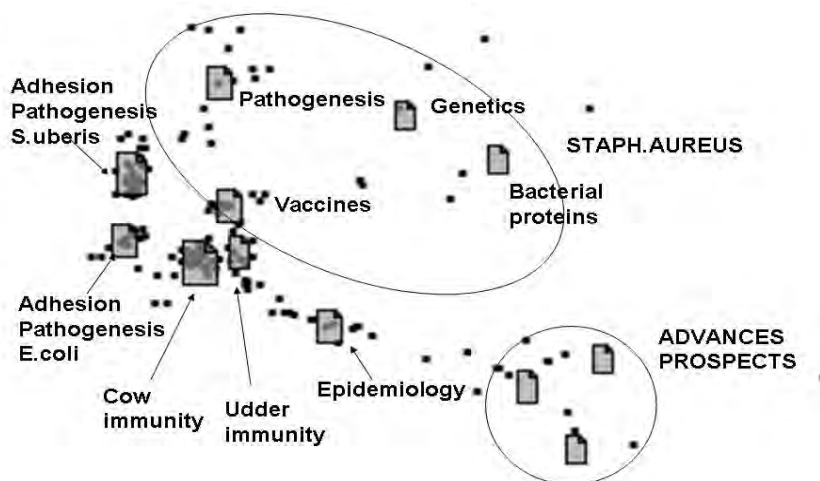 Adhesion
Pathogenesis
S.uberis
Pathogenesis
Genetics
STAPH.AUREUS
Bacterial
proteins
Vaccines
Adhesion
Pathogenesis
E.coli
Cow
immunity
Udder
immunity
Epidemiology
ADVANCES
PROSPECTS